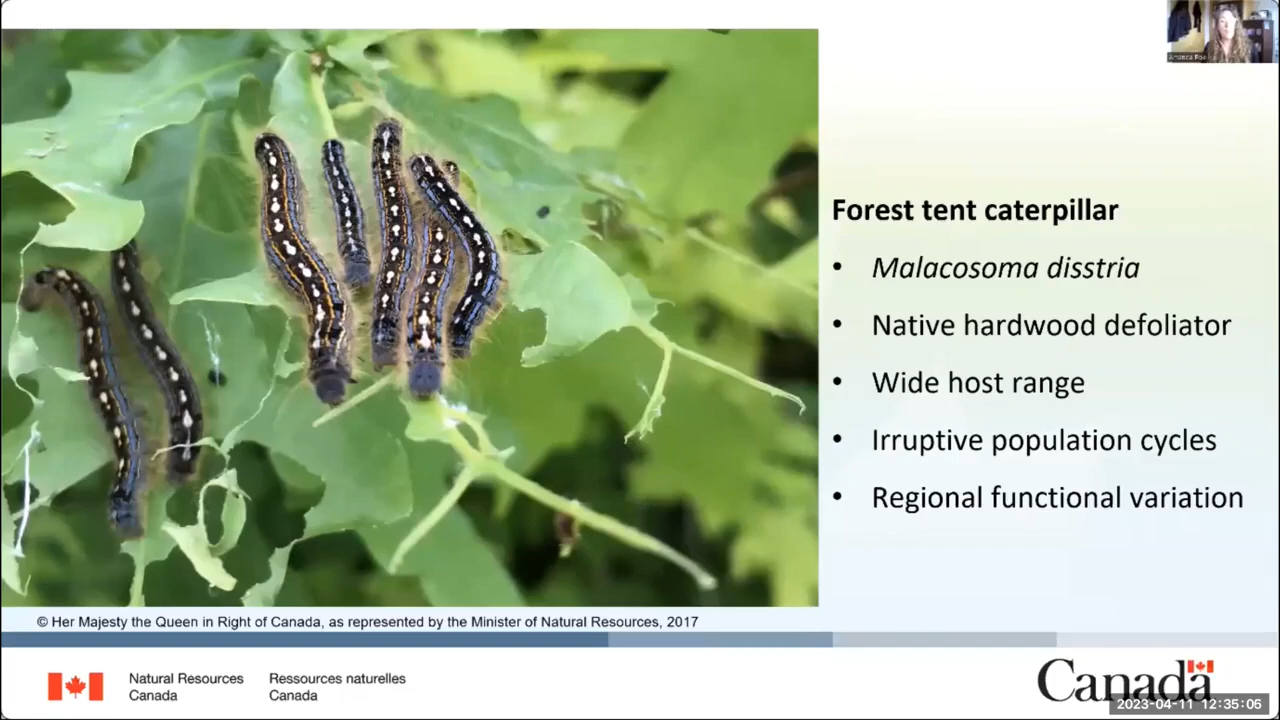 Forest tent caterpillar
• Malacosoma disstria
• Native hardwood defoliator
• Wide host range
• Irruptive population cycles
• Regional functional variation
© Her Majesty the Queen in Right of Canada, as represented by the Minister of Natural Resources, 2017
Natural Resources Ressources naturelles
Canada Canada
Canada
2023-04-11 12:35:06